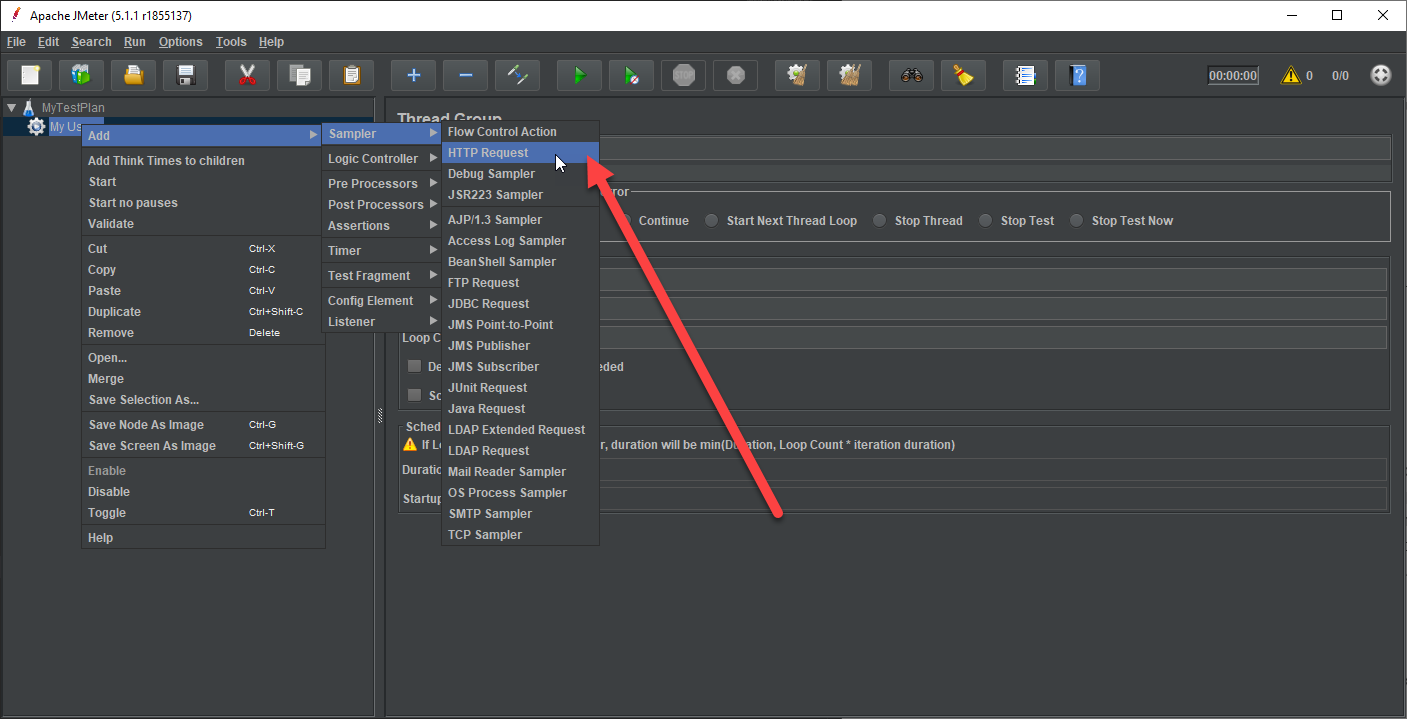 Apache JMeter (5.1.1 r1855137)
File Edit Search Run Options Tools Help
STOP
00:00:00 0 0/0
MyTestPlan
My Us
Add
Add Think Times to children
Start
Start no pauses
Validate
Cut Ctrl-X
Copy Ctrl-C
Paste Ctrl-V
Duplicate Ctrl+Shift-C
Remove Delete
Open...
Merge
Save Selection As...
Save Node As Image Ctrl-G
Save Screen As Image Ctrl+Shift-G
Enable
Disable
Toggle Ctrl-T
Help
Sampler
Logic Controller
Pre Processors
Post Processors
Assertions
Timer
Test Fragment
Config Element
Listener
Flow Control Action
HTTP Request
Debug Sampler
JSR223 Sampler
AJP/1.3 Sampler
Access Log Sampler
BeanShell Sampler
FTP Request
JDBC Request
JMS Point-to-Point
JMS Publisher
JMS Subscriber
JUnit Request
Java Request
LDAP Extended Request
LDAP Request
Mail Reader Sampler
OS Process Sampler
SMTP Sampler
TCP Sampler
Thread Group
Continue Start Next Thread Loop Stop Thread Stop Test Stop Test Now
Loop C
De eded
Sc
Sched
If L r, duration will be min(Duration, Loop Count * iteration duration)
Duratio
Startup